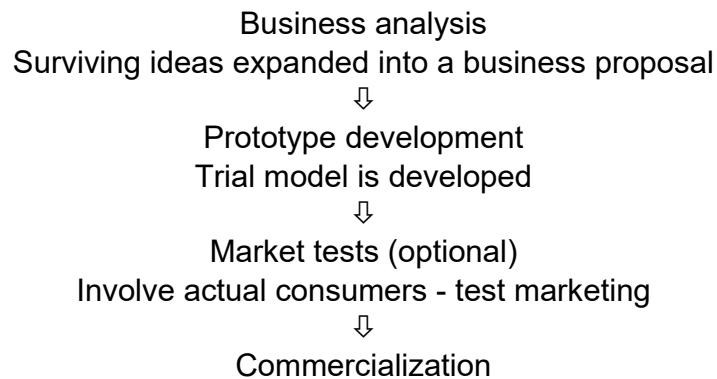 Business analysis
Surviving ideas expanded into a business proposal
⇩
Prototype development
Trial model is developed
⇩
Market tests (optional)
Involve actual consumers - test marketing
⇩
Commercialization